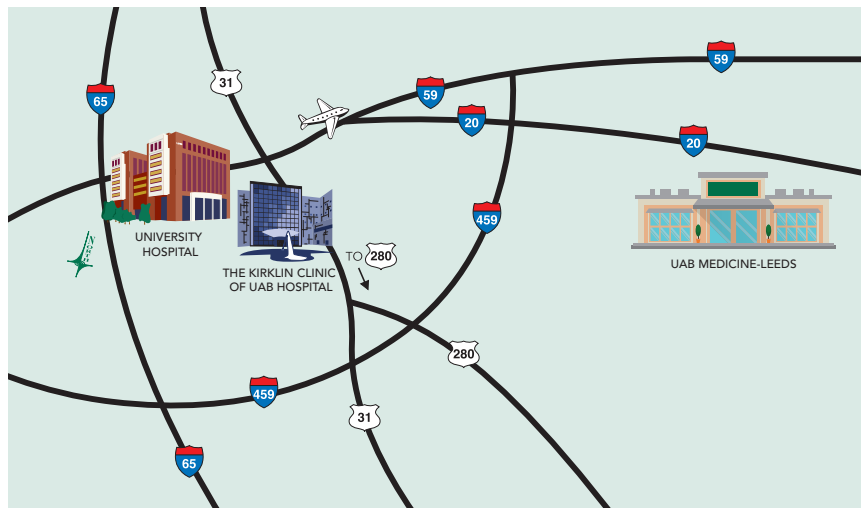 59
31
65
59
20
20
459
UNIVERSITY
HOSPITAL
NORTH
TO 280
THE KIRKLIN CLINIC
OF UAB HOSPITAL
UAB MEDICINE-LEEDS
280
459
31
65